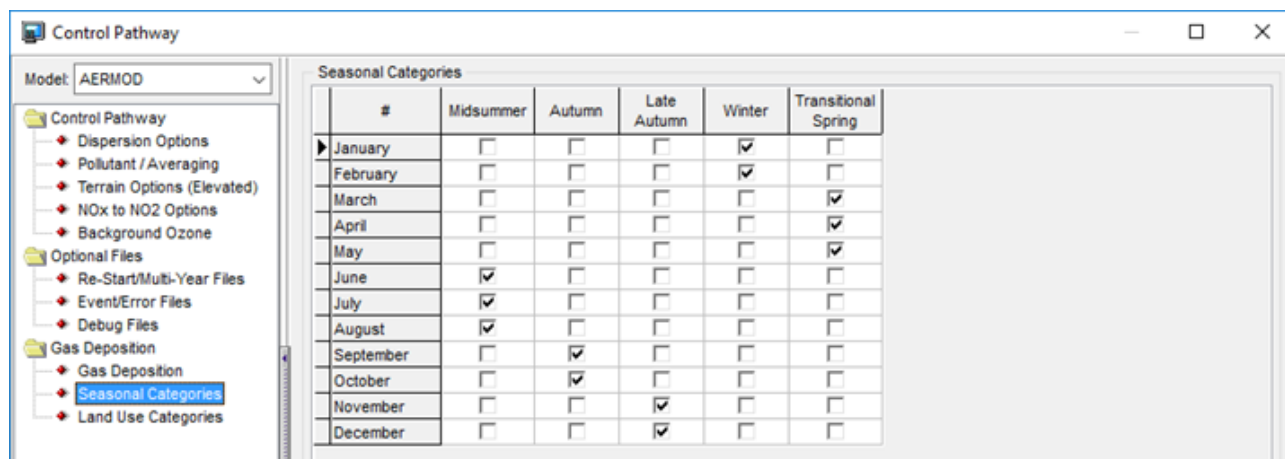 Control Pathway
Model: AERMOD
Control Pathway
Dispersion Options
Pollutant / Averaging
Terrain Options (Elevated)
NOx to NO2 Options
Background Ozone
Optional Files
Re-Start/Multi-Year Files
Event/Error Files
Debug Files
Gas Deposition
Gas Deposition
Seasonal Categories
Land Use Categories
Seasonal Categories
# Midsummer Autumn Late Autumn Winter Transitional Spring
January
February
March
April
May
June
July
August
September
October
November
December